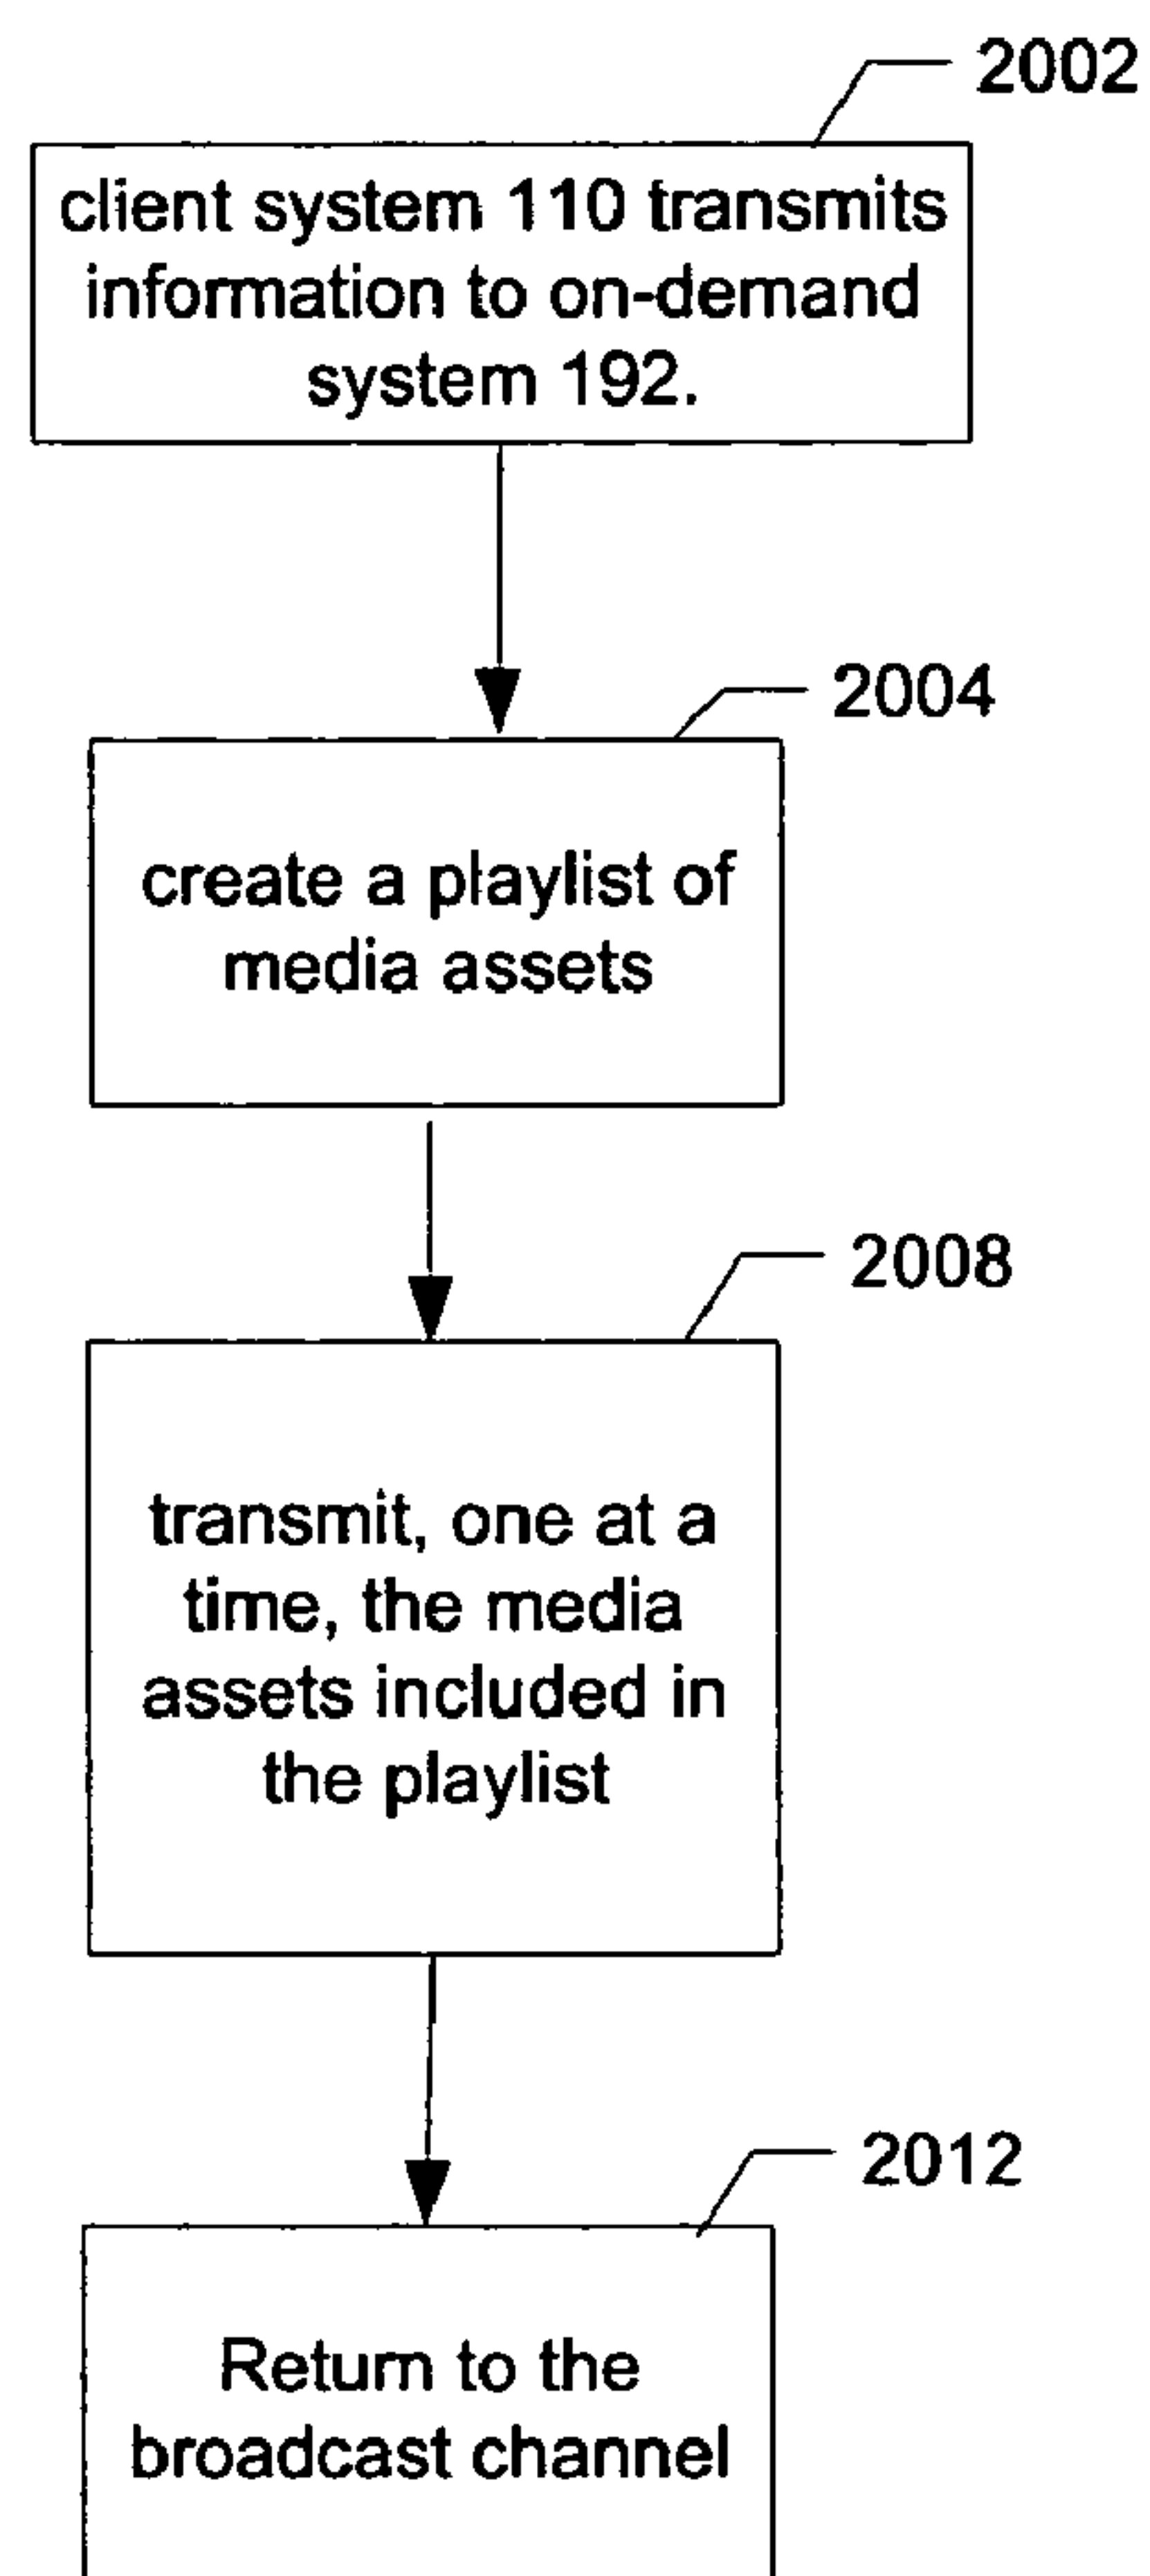 2002
client system 110 transmits
information to on-demand
system 192.
2004
create a playlist of
media assets
2008
transmit, one at a
time, the media
assets included in
the playlist
2012
Return to the
broadcast channel